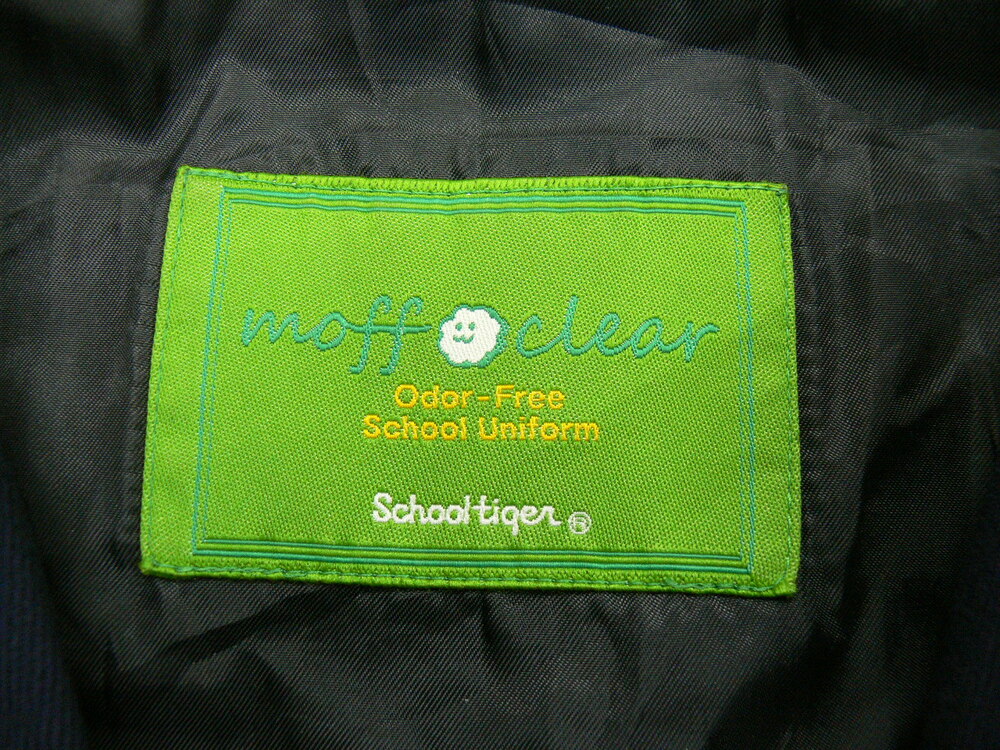 moff clear
Odor-Free
School Uniform
Schooltiger®